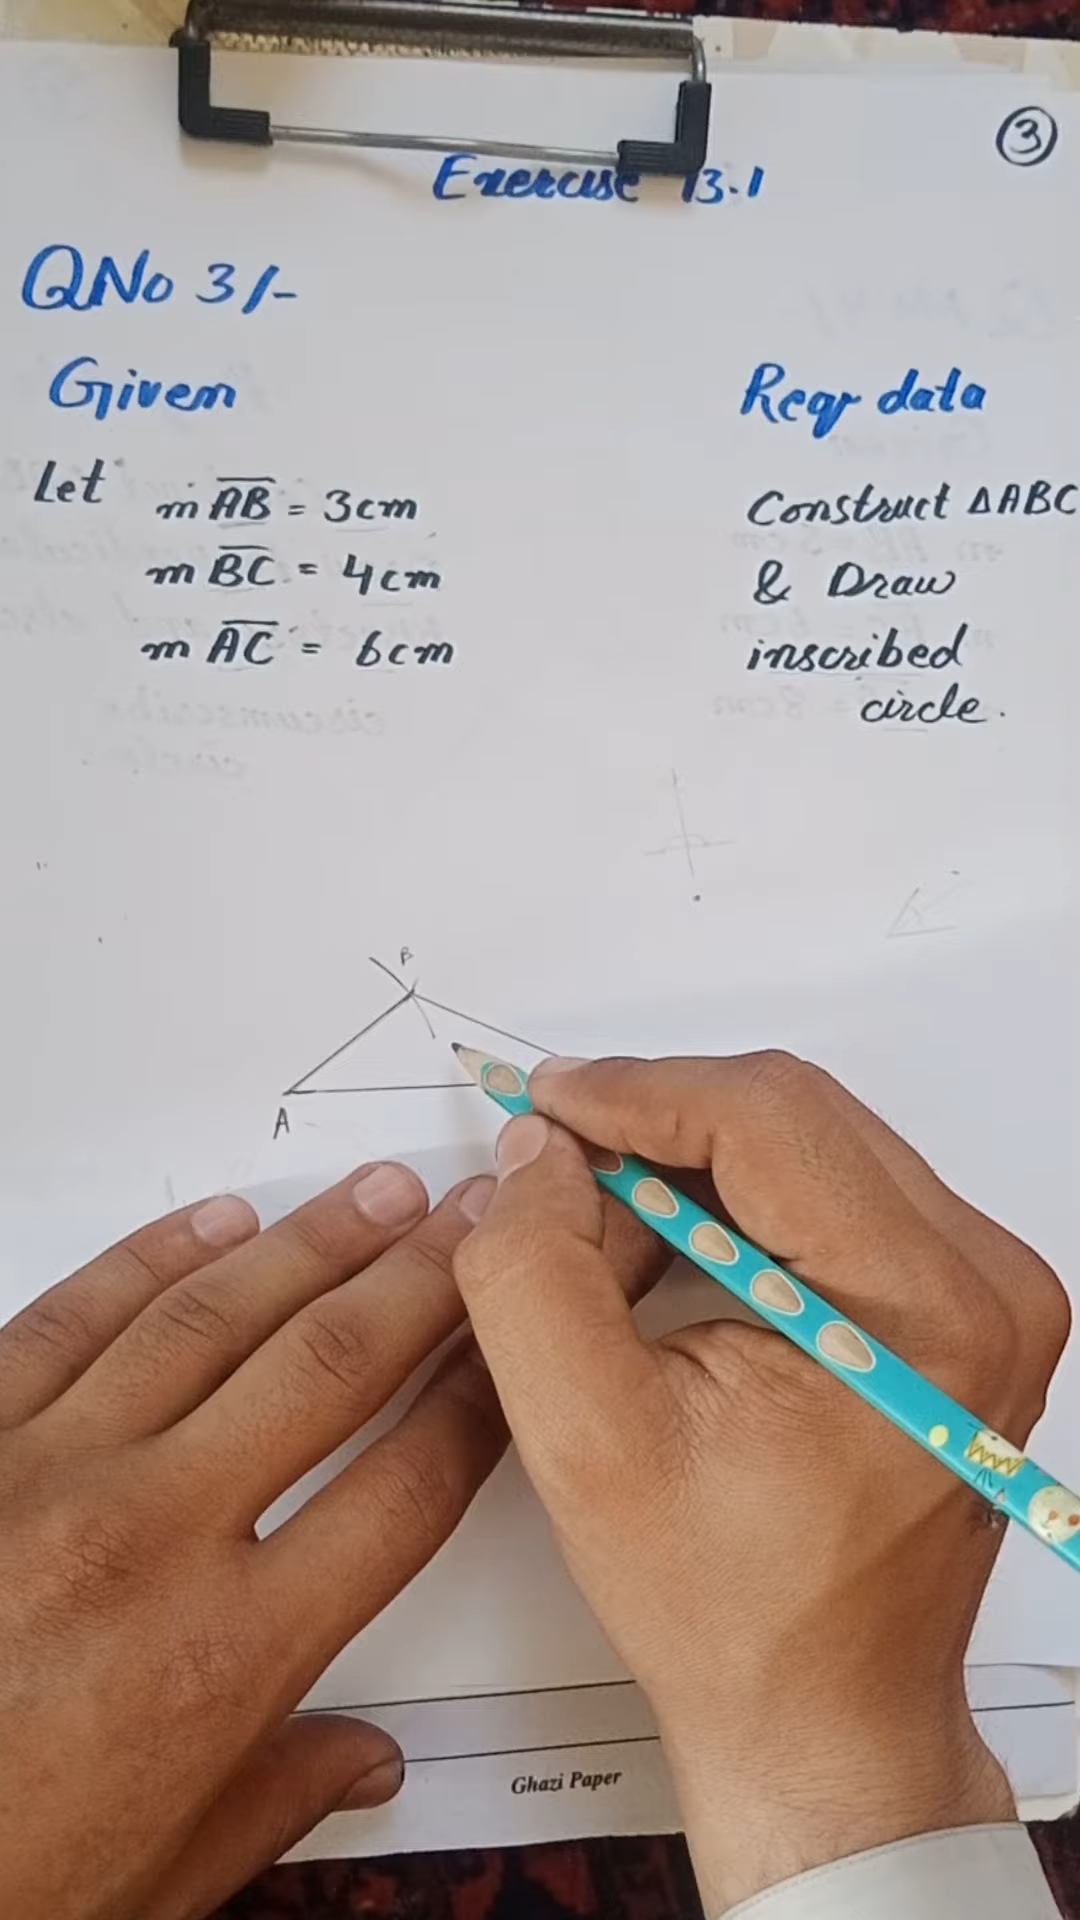 3
Exercise 13.1
QNo 3/-
Given
Reqr data
Let m AB = 3cm
m BC = 4cm
m AC = 6cm
Construct ΔABC
& Draw
inscribed
circle.
B
A
Ghazi Paper